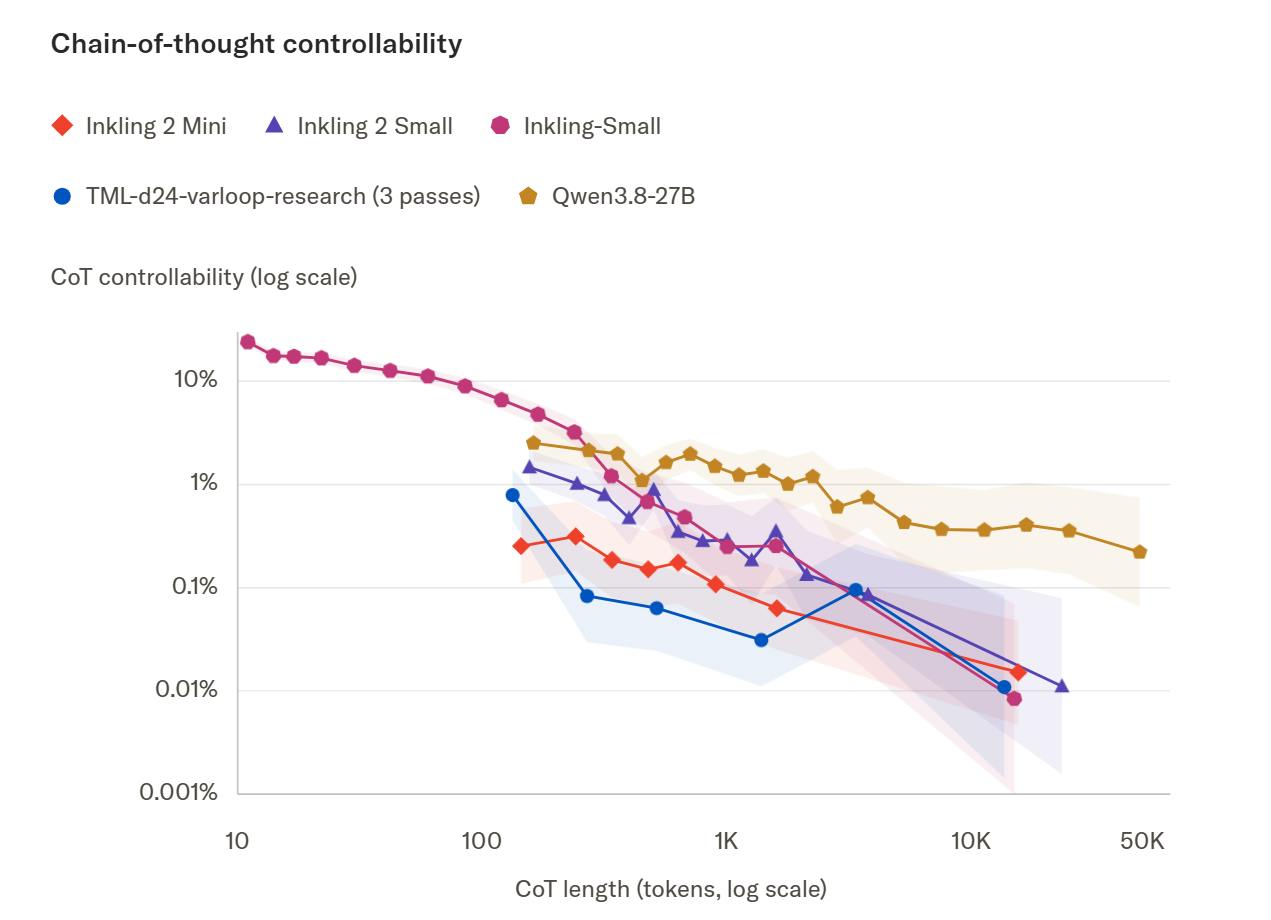 Chain-of-thought controllability
Inkling 2 Mini
Inkling 2 Small
Inkling-Small
TML-d24-varloop-research (3 passes)
Qwen3.8-27B
CoT controllability (log scale)
10%
1%
0.1%
0.01%
0.001%
10
100
1K
10K
50K
CoT length (tokens, log scale)